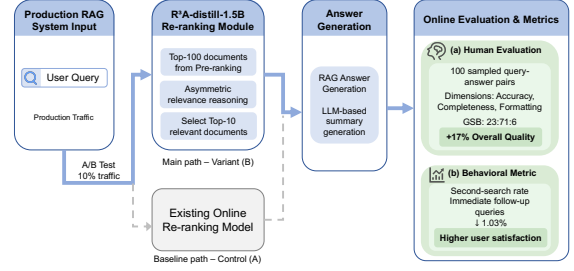 Production RAG
System Input
User Query
Production Traffic
A/B Test
10% traffic
R³A-distill-1.5B
Re-ranking Module
Top-100 documents
from Pre-ranking
Asymmetric
relevance reasoning
Select Top-10
relevant documents
Main path – Variant (B)
Existing Online
Re-ranking Model
Baseline path – Control (A)
Answer
Generation
RAG Answer
Generation
LLM-based
summary
generation
Online Evaluation & Metrics
(a) Human Evaluation
100 sampled query-
answer pairs
Dimensions: Accuracy,
Completeness, Formatting
GSB: 23:71:6
+17% Overall Quality
(b) Behavioral Metric
Second-search rate
Immediate follow-up
queries
↓ 1.03%
Higher user satisfaction